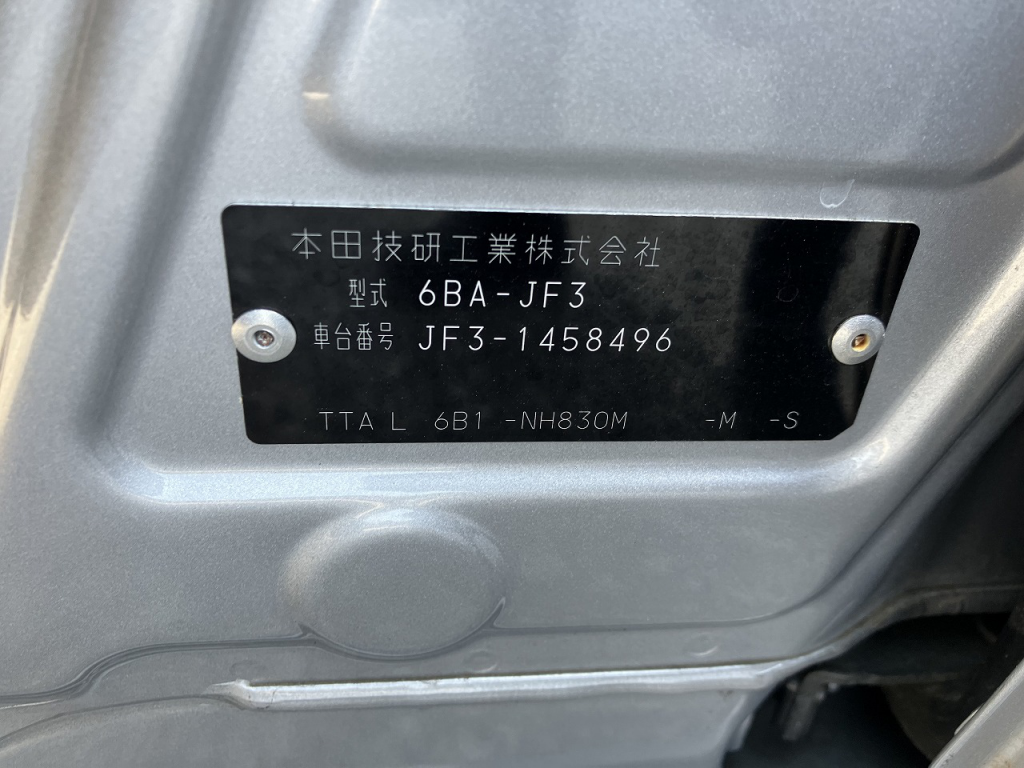 本田技研工業株式会社
型式 6BA-JF3
車台番号 JF3-1458496
TTA L 6B1 -NH830M -M -S